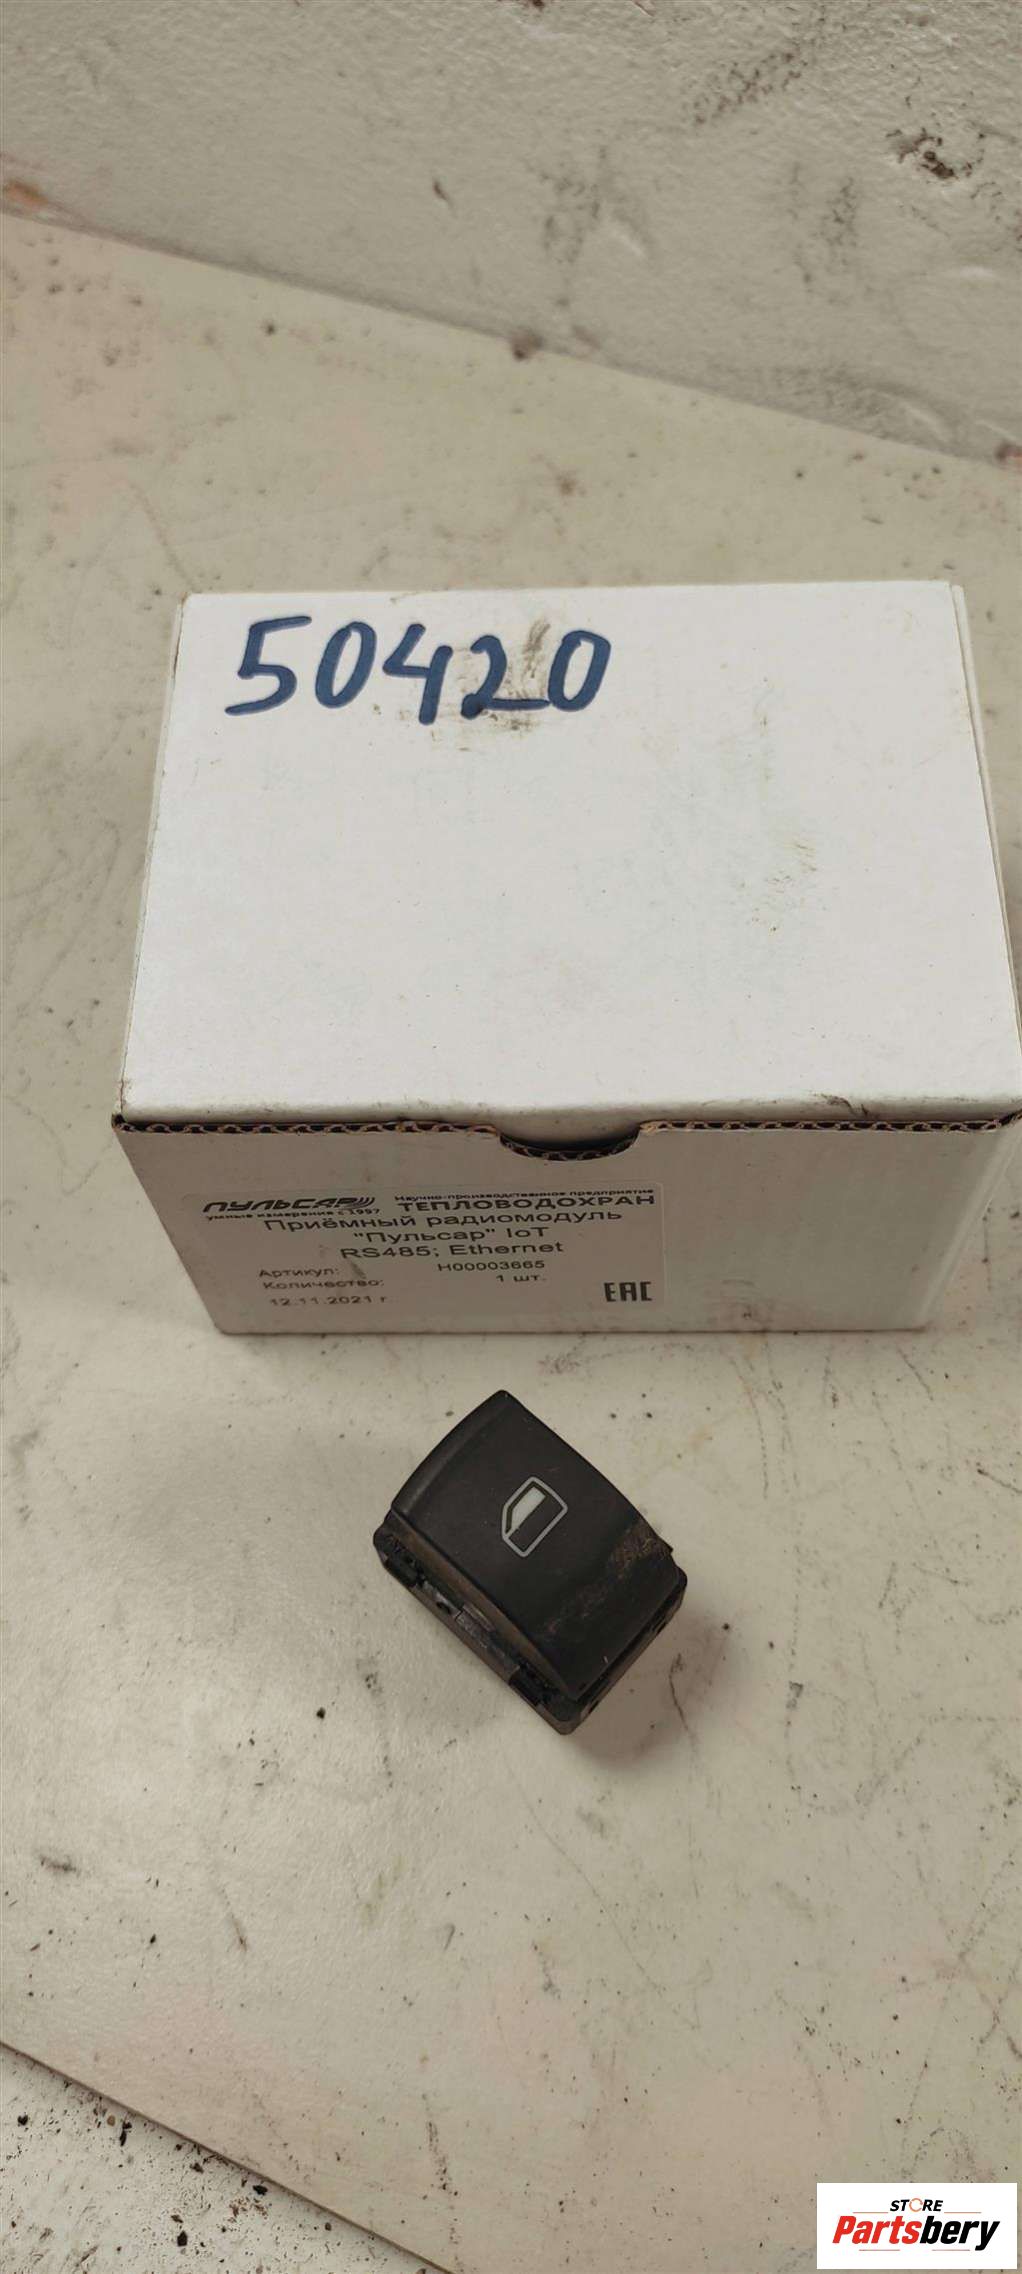 50420
ПУЛЬСАР
умные измерения с 1997
Научно-производственное предприятие
ТЕПЛОВОДОХРАН
Приёмный радиомодуль
"Пульсар" IoT
RS485; Ethernet
Артикул: Н00003665
Количество: 1 шт.
12.11.2021 г.
EAC
STORE
Partsbery